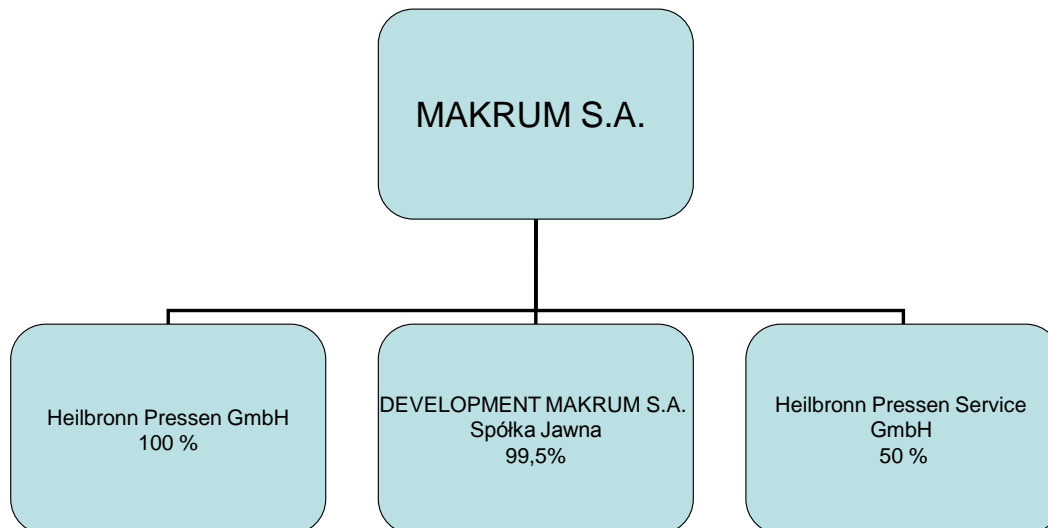 MAKRUM S.A.
Heilbronn Pressen GmbH
100 %
DEVELOPMENT MAKRUM S.A.
Spółka Jawna
99,5%
Heilbronn Pressen Service
GmbH
50 %